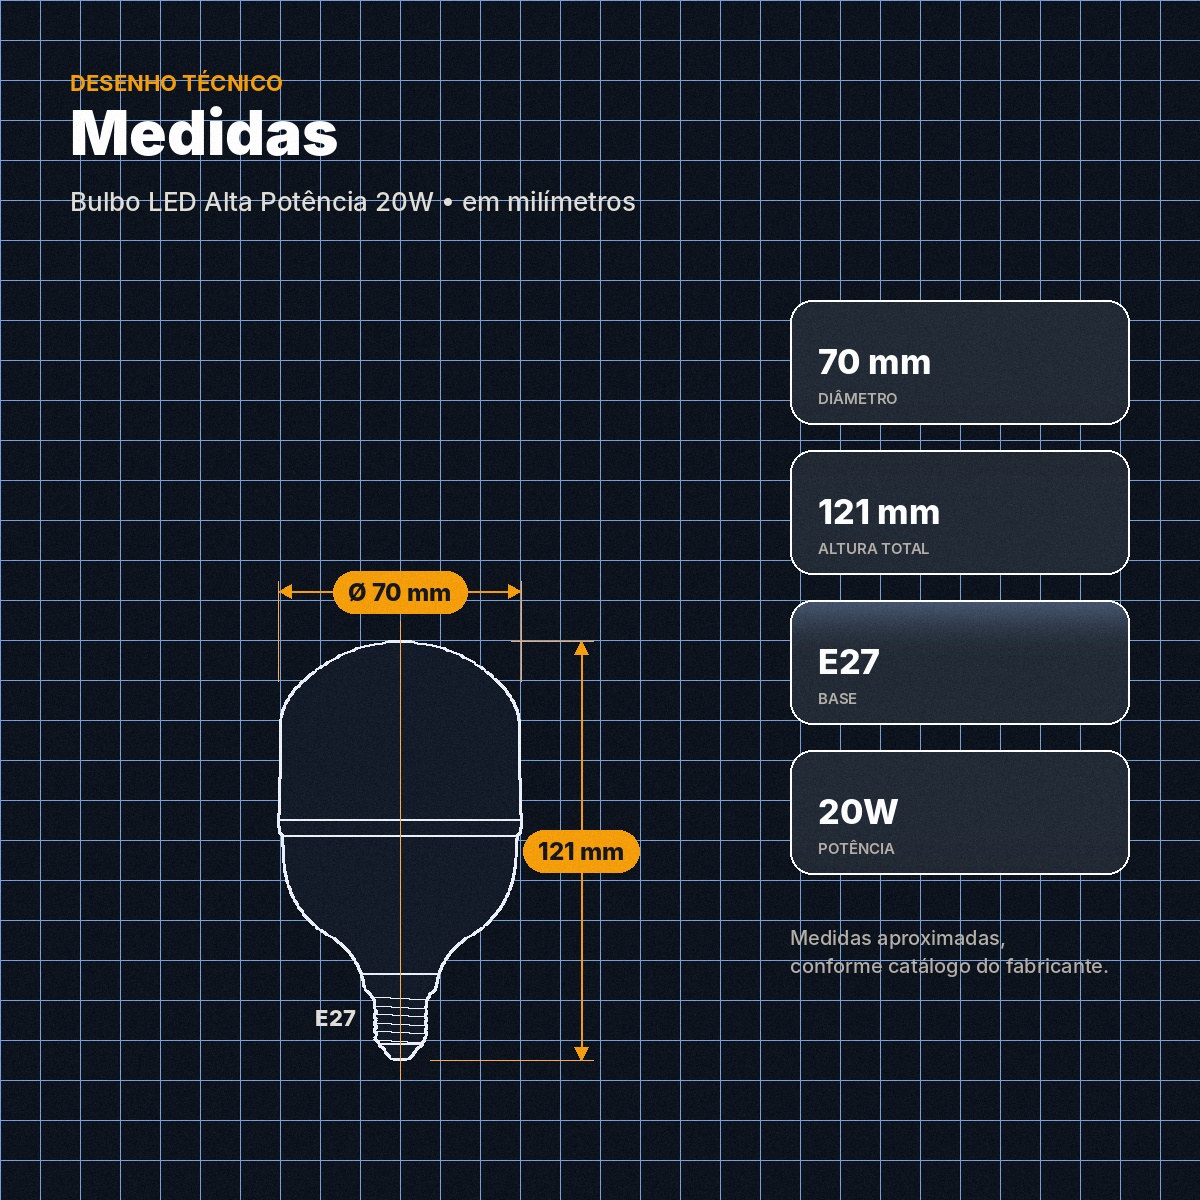 DESENHO TÉCNICO
Medidas
Bulbo LED Alta Potência 20W • em milímetros
70 mm
DIÂMETRO
121 mm
ALTURA TOTAL
E27
BASE
20W
POTÊNCIA
Medidas aproximadas,
conforme catálogo do fabricante.
Ø 70 mm
121 mm
E27